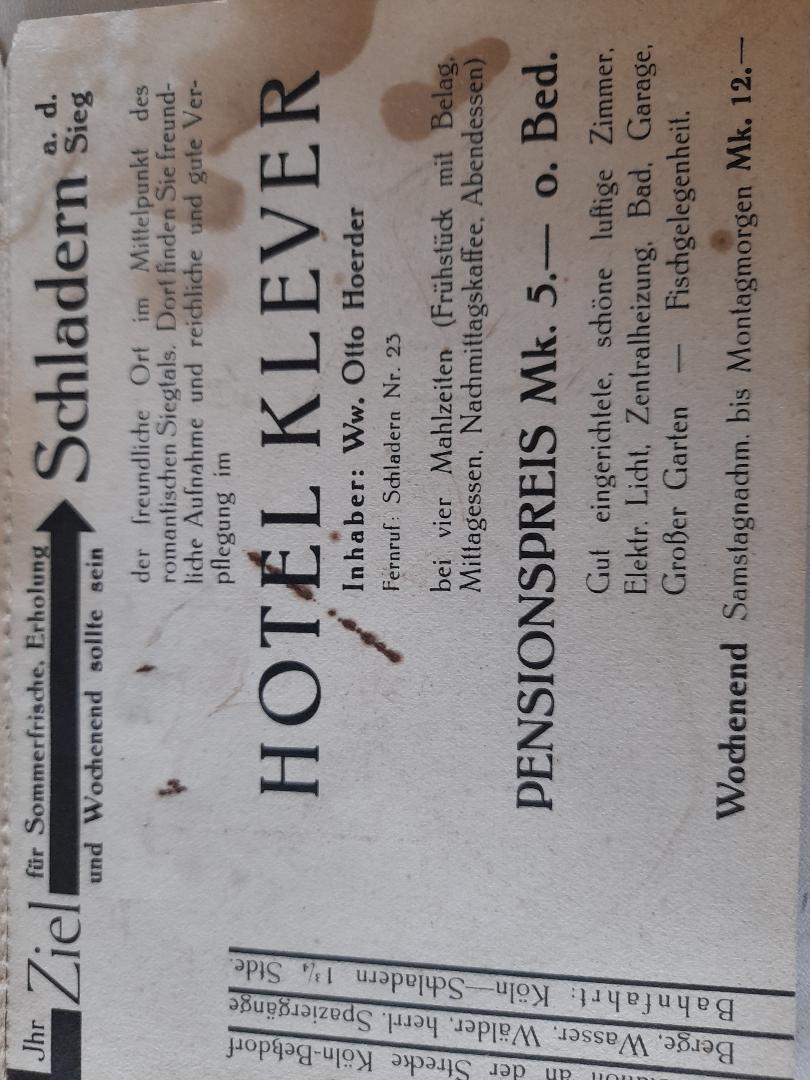 Jhr Ziel für Sommerfrische, Erholung
und Wochenend sollte sein
Schladern a. d. Sieg
der freundliche Ort im Mittelpunkt des
romantischen Siegtals. Dort finden Sie freund-
liche Aufnahme und reichliche und gute Ver-
pflegung im
HOTEL KLEVER
Inhaber: Ww. Otto Hoerder
Fernruf: Schladern Nr. 23
bei vier Mahlzeiten (Frühstück mit Belag,
Mittagessen, Nachmittagskaffee, Abendessen)
PENSIONSPREIS Mk. 5.— o. Bed.
Gut eingerichtete, schöne luftige Zimmer,
Elektr. Licht, Zentralheizung, Bad, Garage,
Großer Garten — Fischgelegenheit.
Wochenend Samstagnachm. bis Montagmorgen Mk. 12.—
an der Strecke Köln-Betzdorf
Berge, Wasser, Wälder, herrl. Spaziergänge
Bahnfahrt: Köln—Schladern 1¾ Stde.